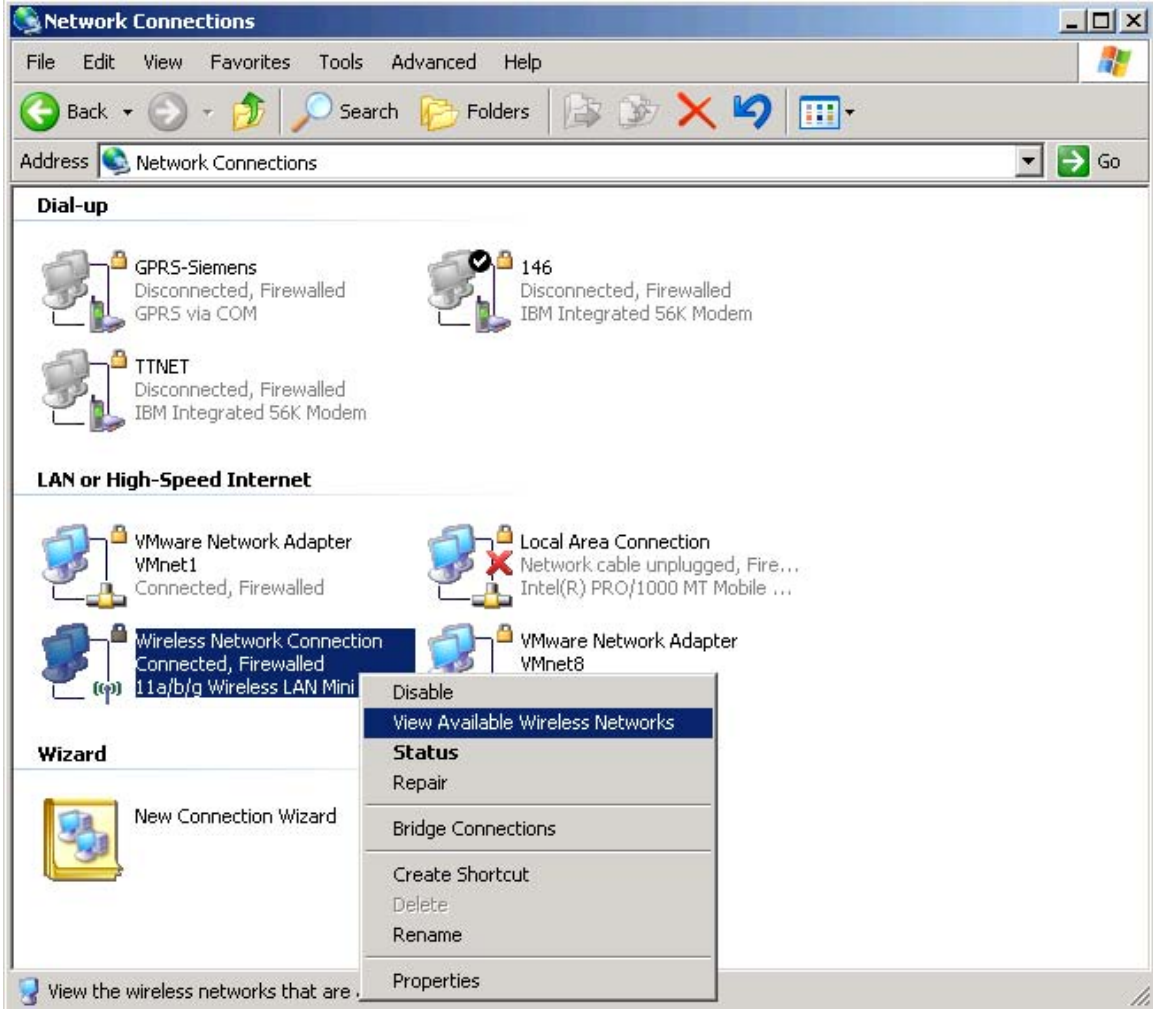 Network Connections
File Edit View Favorites Tools Advanced Help
Back Search Folders
Address Network Connections Go
Dial-up
GPRS-Siemens
Disconnected, Firewalled
GPRS via COM
146
Disconnected, Firewalled
IBM Integrated 56K Modem
TTNET
Disconnected, Firewalled
IBM Integrated 56K Modem
LAN or High-Speed Internet
VMware Network Adapter
VMnet1
Connected, Firewalled
Local Area Connection
Network cable unplugged, Fire...
Intel(R) PRO/1000 MT Mobile ...
Wireless Network Connection
Connected, Firewalled
11a/b/g Wireless LAN Mini
VMware Network Adapter
VMnet8
Disable
View Available Wireless Networks
Status
Repair
Bridge Connections
Create Shortcut
Delete
Rename
Properties
Wizard
New Connection Wizard
View the wireless networks that are